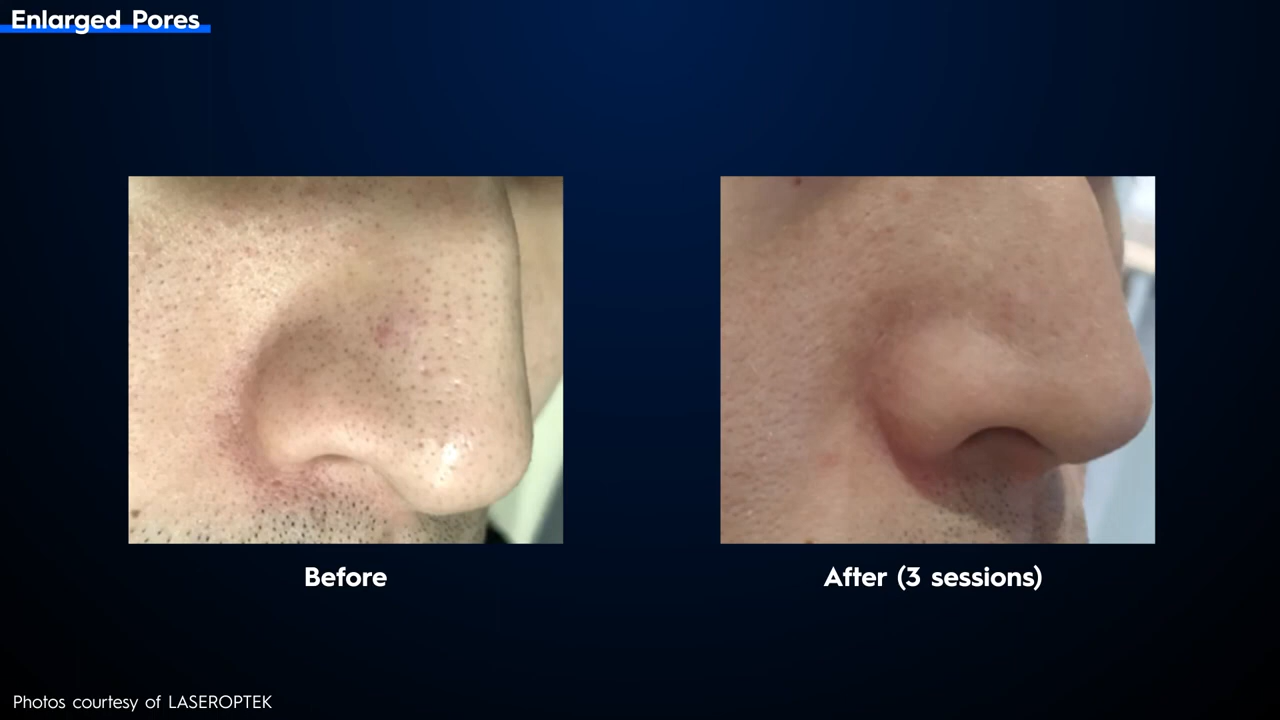 Enlarged Pores
Before
After (3 sessions)
Photos courtesy of LASEROPTEK